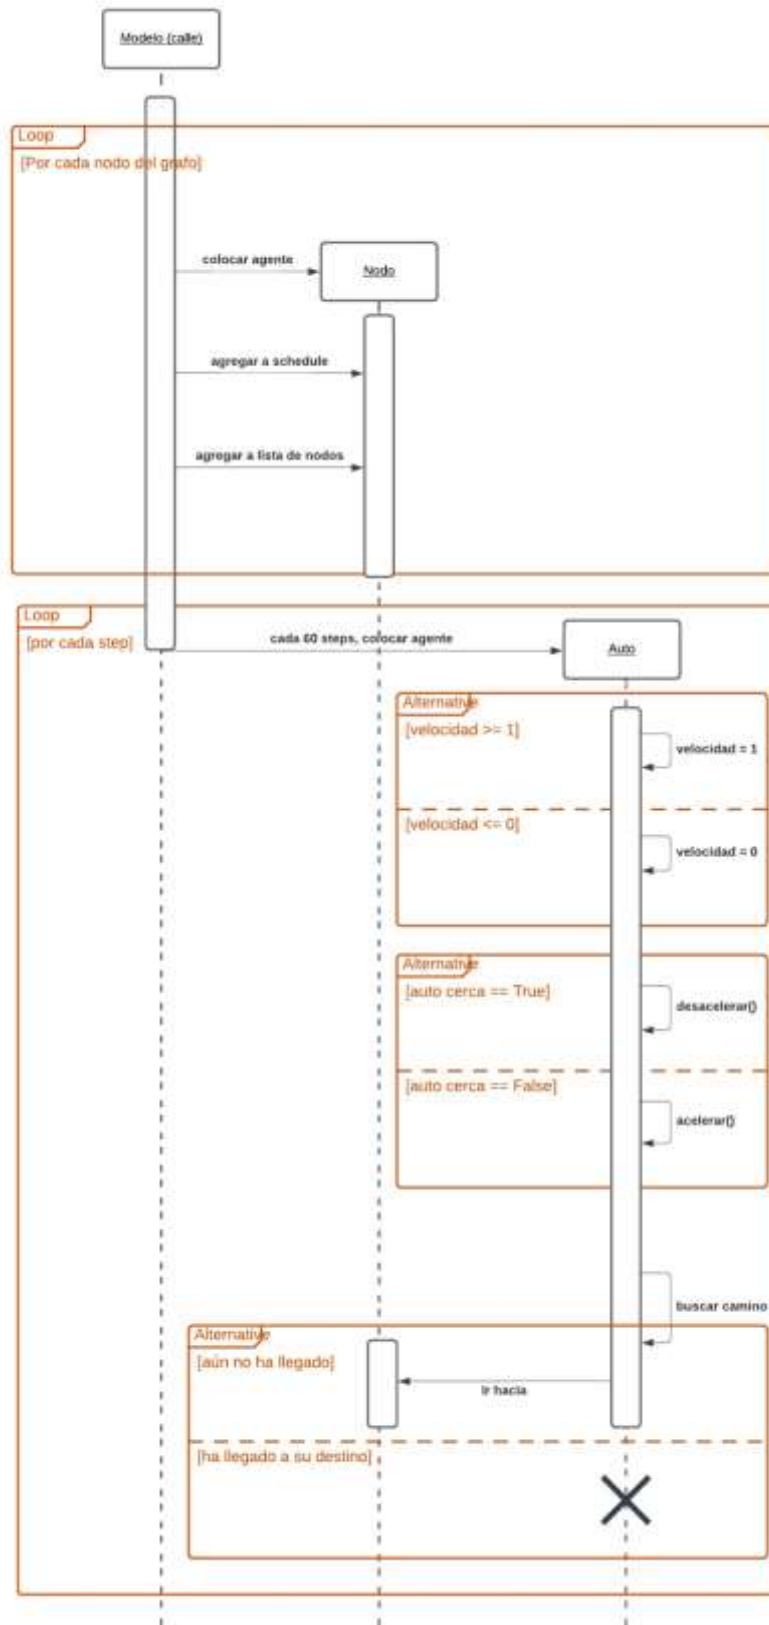 Modelo (calle)
Loop
[Por cada nodo del grafo]
colocar agente
Nodo
agregar a schedule
agregar a lista de nodos
Loop
[por cada step]
cada 60 steps, colocar agente
Auto
Alternative
[velocidad >= 1]
velocidad = 1
[velocidad <= 0]
velocidad = 0
Alternative
[auto cerca == True]
desacelerar()
[auto cerca == False]
acelerar()
buscar camino
Alternative
[aún no ha llegado]
ir hacia
[ha llegado a su destino]